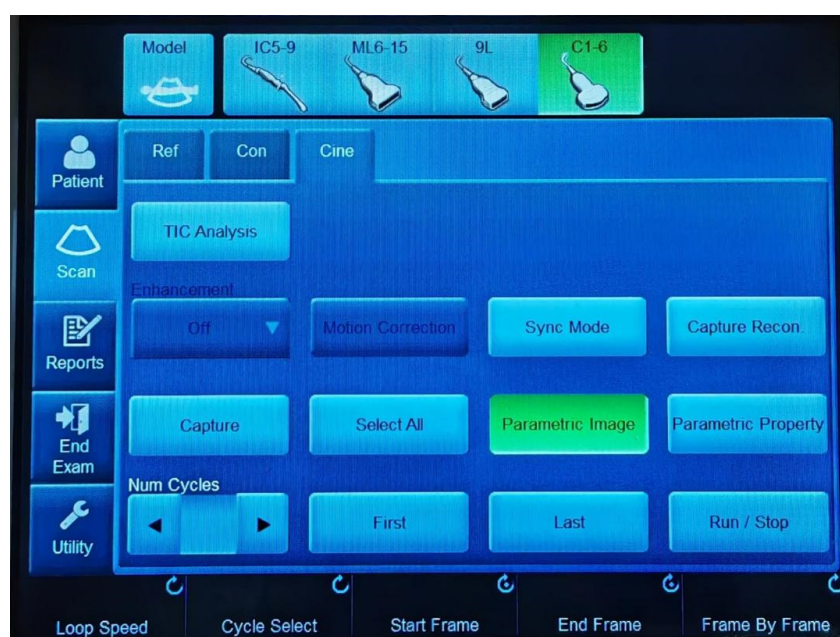 Model IC5-9 ML6-15 9L C1-6
Patient
Ref Con Cine
TIC Analysis
Scan
Enhancement
Off Motion Correction Sync Mode Capture Recon.
Reports
Capture Select All Parametric Image Parametric Property
End
Exam
Num Cycles
First Last Run / Stop
Utility
Loop Speed Cycle Select Start Frame End Frame Frame By Frame